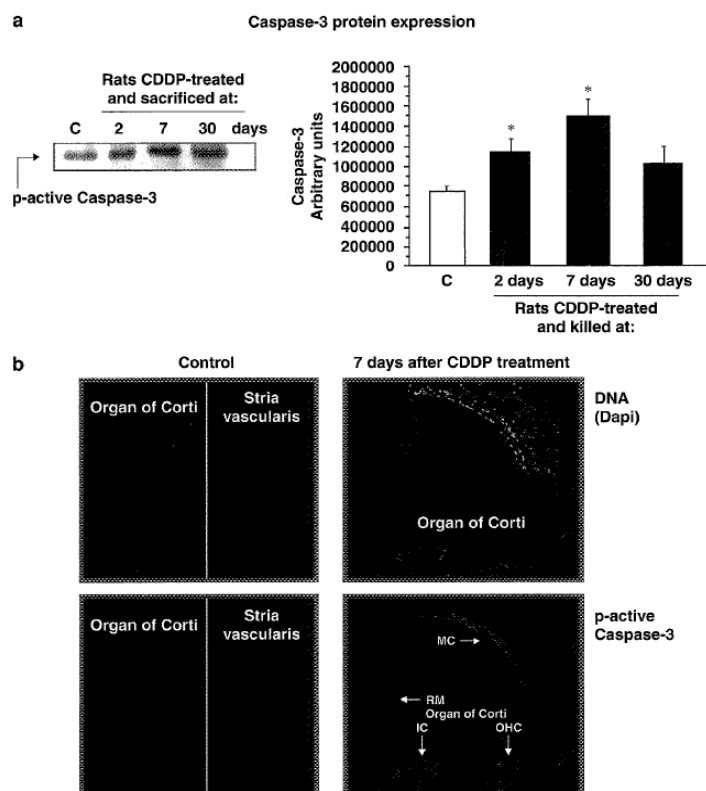 a
Caspase-3 protein expression
Rats CDDP-treated
and sacrificed at:
C 2 7 30 days
p-active Caspase-3
Caspase-3
Arbitrary units
2000000
1800000
1600000
1400000
1200000
1000000
800000
600000
400000
200000
0
*
*
C 2 days 7 days 30 days
Rats CDDP-treated
and killed at:
b
Control
7 days after CDDP treatment
Organ of Corti
Stria
vascularis
Organ of Corti
DNA
(Dapi)
Organ of Corti
Stria
vascularis
MC
RM
Organ of Corti
IC
OHC
p-active
Caspase-3